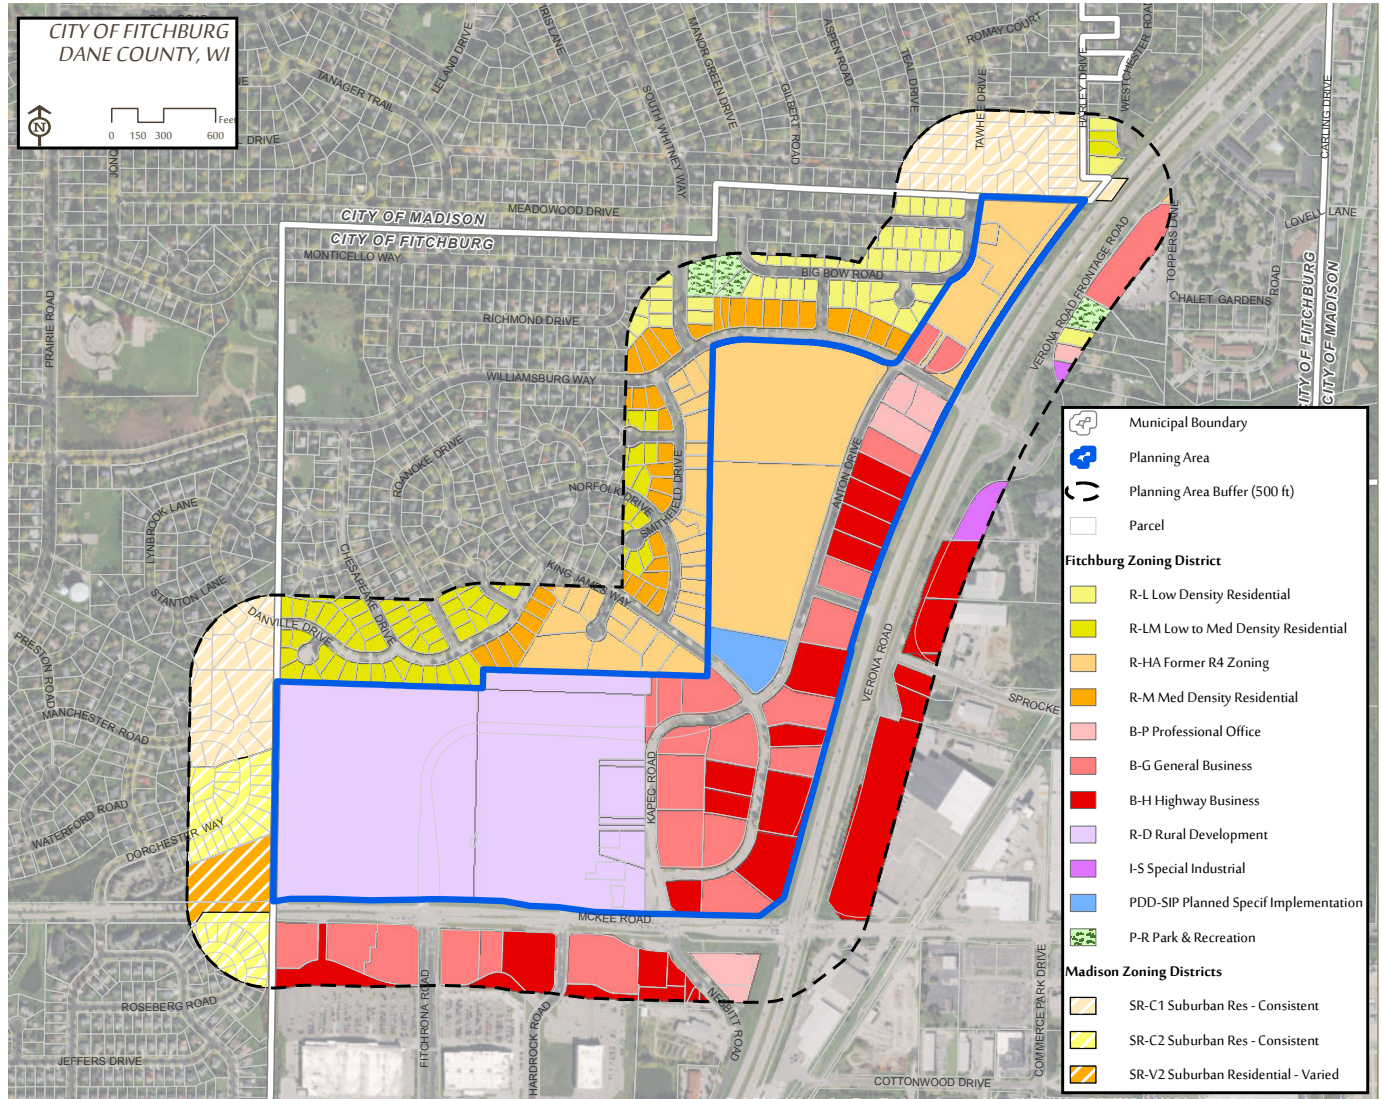 CITY OF FITCHBURG
DANE COUNTY, WI
Feet
0 150 300 600
N
TANAGER TRAIL
LELAND DRIVE
IRIS LANE
MANOR GREEN DRIVE
SOUTH WHITNEY WAY
GILBERT ROAD
ASPEN ROAD
TEAL DRIVE
ROMAY COURT
TAWHEE DRIVE
HARLEY DRIVE
WESTCHESTER ROAD
CARLING DRIVE
DRIVE
MEADOWOOD DRIVE
CITY OF MADISON
CITY OF FITCHBURG
MONTICELLO WAY
BIG BOW ROAD
LOVELL LANE
TOPPERS LANE
VERONA ROAD FRONTAGE ROAD
CHALET GARDENS
ROAD
CITY OF FITCHBURG
CITY OF MADISON
PRAIRIE ROAD
RICHMOND DRIVE
WILLIAMSBURG WAY
ROANOKE DRIVE
NORFOLK DRIVE
SMITHFIELD DRIVE
ANTON DRIVE
LYNBROOK LANE
STANTON LANE
CHESAPEAKE DRIVE
KING JAMES WAY
DANVILLE DRIVE
PRESTON ROAD
MANCHESTER ROAD
WATERFORD ROAD
DORCHESTER WAY
VERONA ROAD
KAPEC ROAD
MCKEE ROAD
ROSEBERG ROAD
JEFFERS DRIVE
FITCHRONA ROAD
HARDROCK ROAD
NESBITT ROAD
COMMERCE PARK DRIVE
COTTONWOOD DRIVE
Municipal Boundary
Planning Area
Planning Area Buffer (500 ft)
Parcel
Fitchburg Zoning District
R-L Low Density Residential
R-LM Low to Med Density Residential
R-HA Former R4 Zoning
R-M Med Density Residential
B-P Professional Office
B-G General Business
B-H Highway Business
R-D Rural Development
I-S Special Industrial
PDD-SIP Planned Specif Implementation
P-R Park & Recreation
Madison Zoning Districts
SR-C1 Suburban Res - Consistent
SR-C2 Suburban Res - Consistent
SR-V2 Suburban Residential - Varied